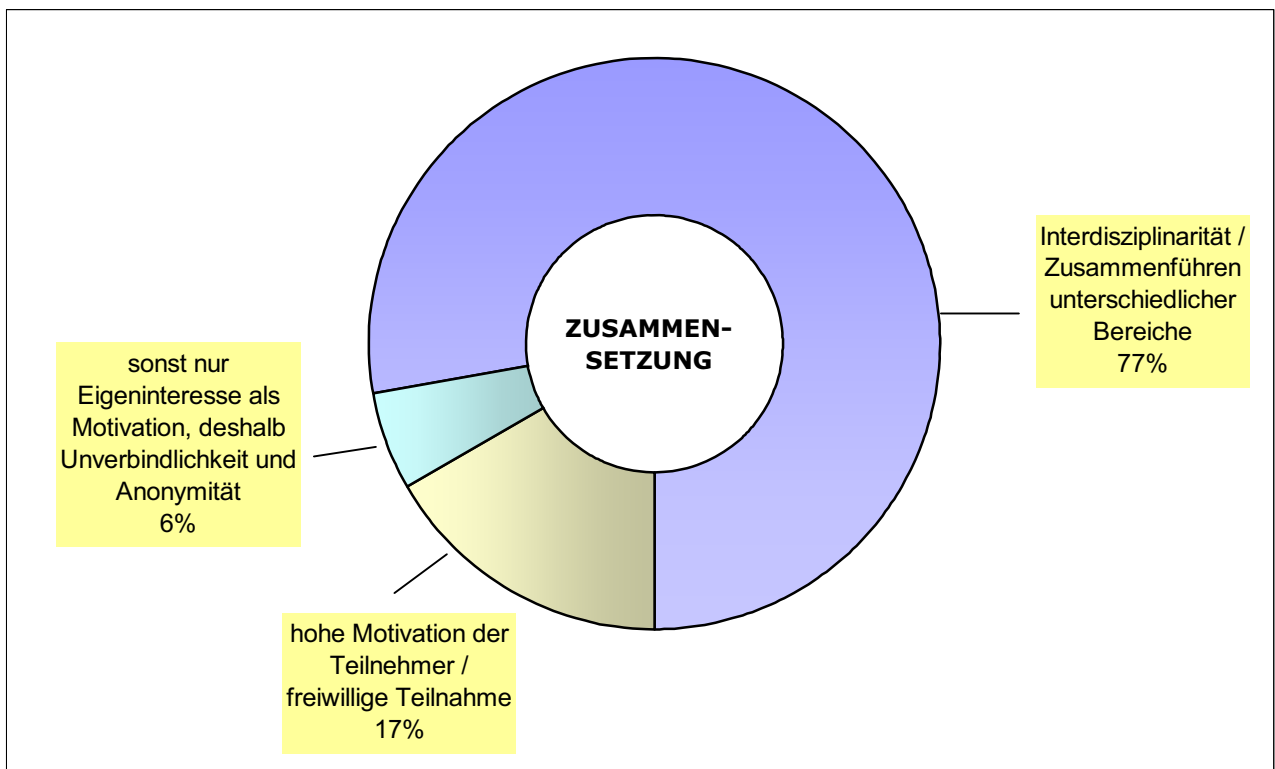 Interdisziplinarität /
Zusammenführen
unterschiedlicher
Bereiche
77%
ZUSAMMEN-
SETZUNG
sonst nur
Eigeninteresse als
Motivation, deshalb
Unverbindlichkeit und
Anonymität
6%
hohe Motivation der
Teilnehmer /
freiwillige Teilnahme
17%